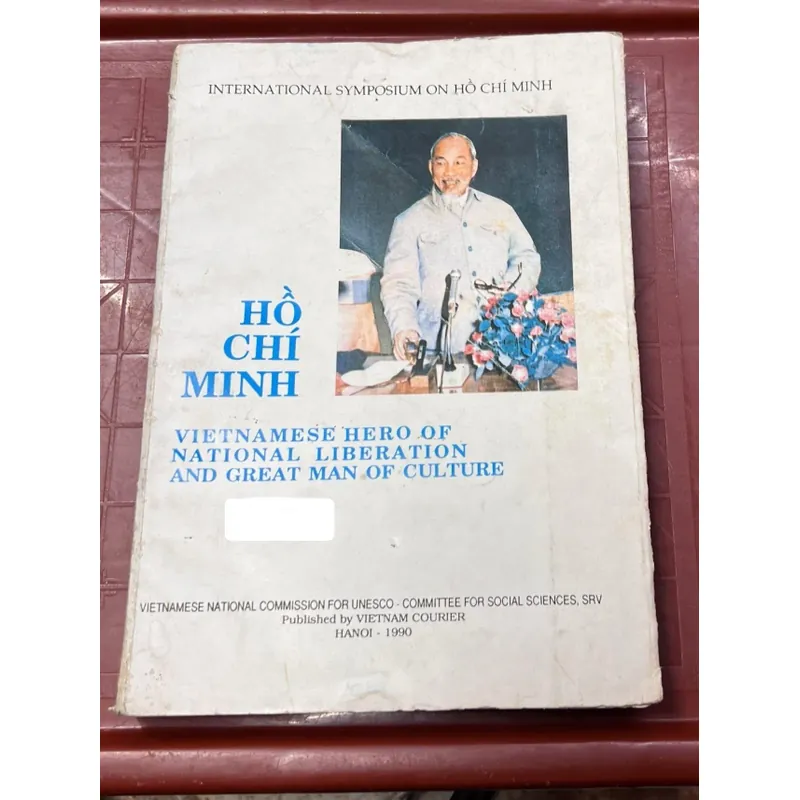 INTERNATIONAL SYMPOSIUM ON HỒ CHÍ MINH
HỒ
CHÍ
MINH
VIETNAMESE HERO OF
NATIONAL LIBERATION
AND GREAT MAN OF CULTURE
VIETNAMESE NATIONAL COMMISSION FOR UNESCO - COMMITTEE FOR SOCIAL SCIENCES, SRV
Published by VIETNAM COURIER
HANOI - 1990